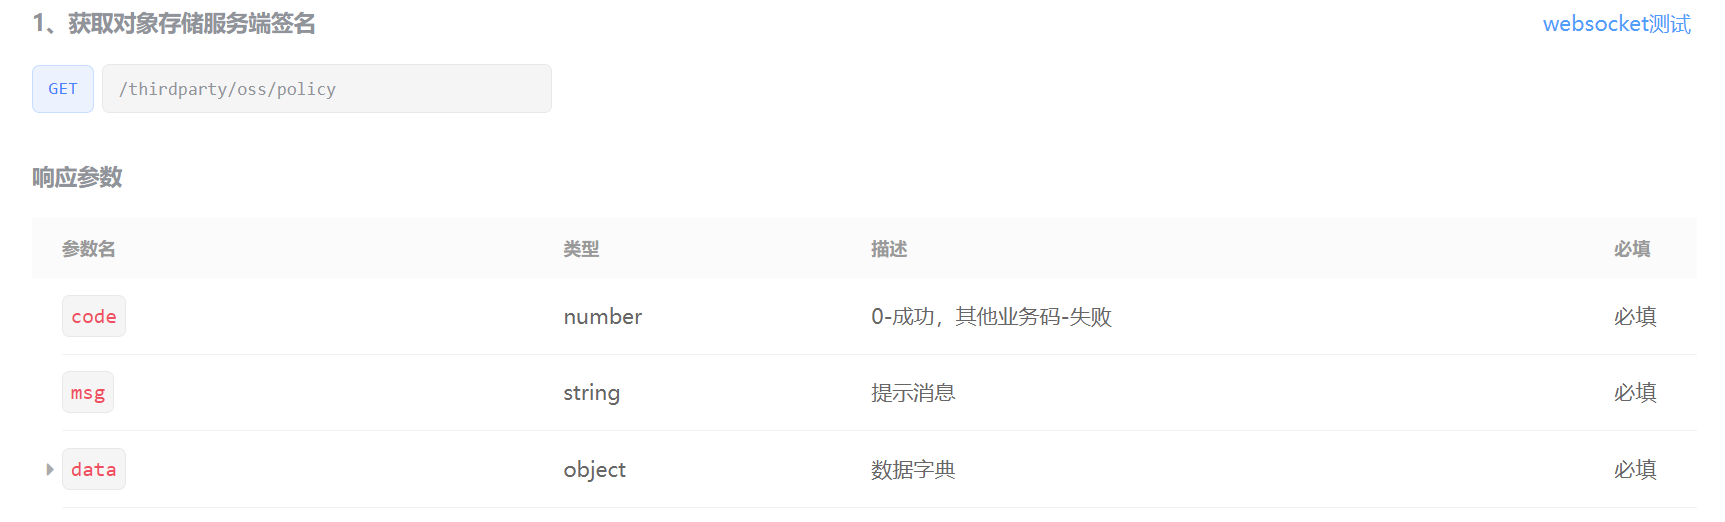 1、获取对象存储服务端签名 websocket测试
GET /thirdparty/oss/policy
响应参数
参数名 类型 描述 必填
code number 0-成功，其他业务码-失败 必填
msg string 提示消息 必填
data object 数据字典 必填